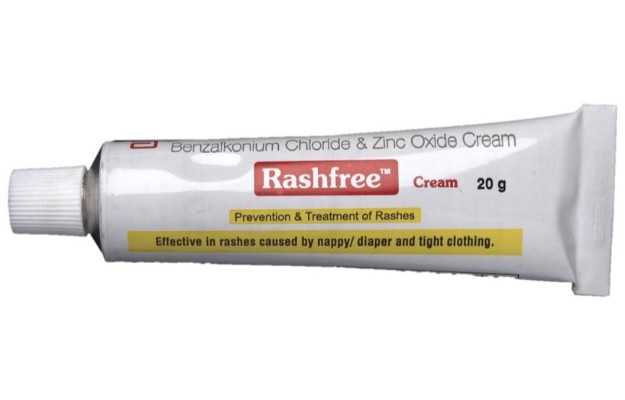 Benzalkonium Chloride & Zinc Oxide Cream
Rashfree™ Cream 20 g
Prevention & Treatment of Rashes
Effective in rashes caused by nappy/ diaper and tight clothing.